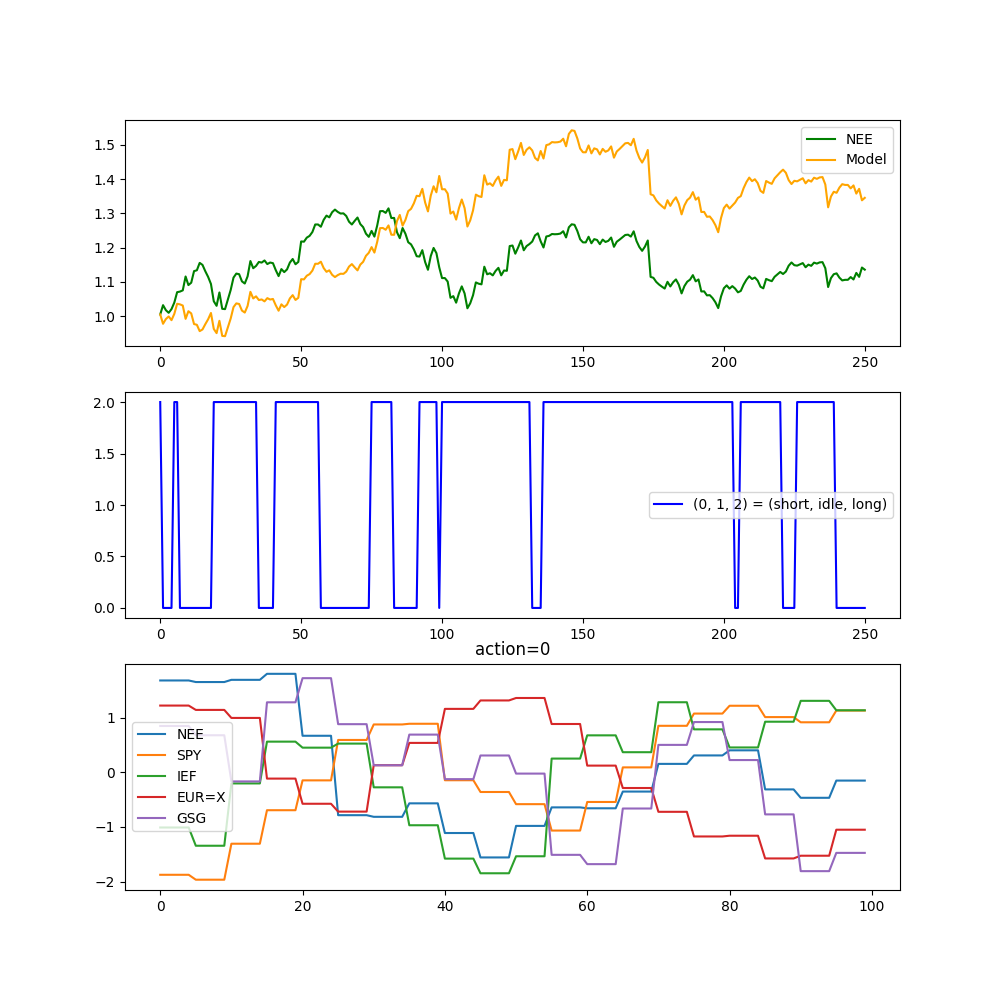 1.5
1.4
1.3
1.2
1.1
1.0
NEE
Model
0 50 100 150 200 250
2.0
1.5
1.0
0.5
0.0
(0, 1, 2) = (short, idle, long)
0 50 100 150 200 250
action=0
1
0
−1
−2
NEE
SPY
IEF
EUR=X
GSG
0 20 40 60 80 100